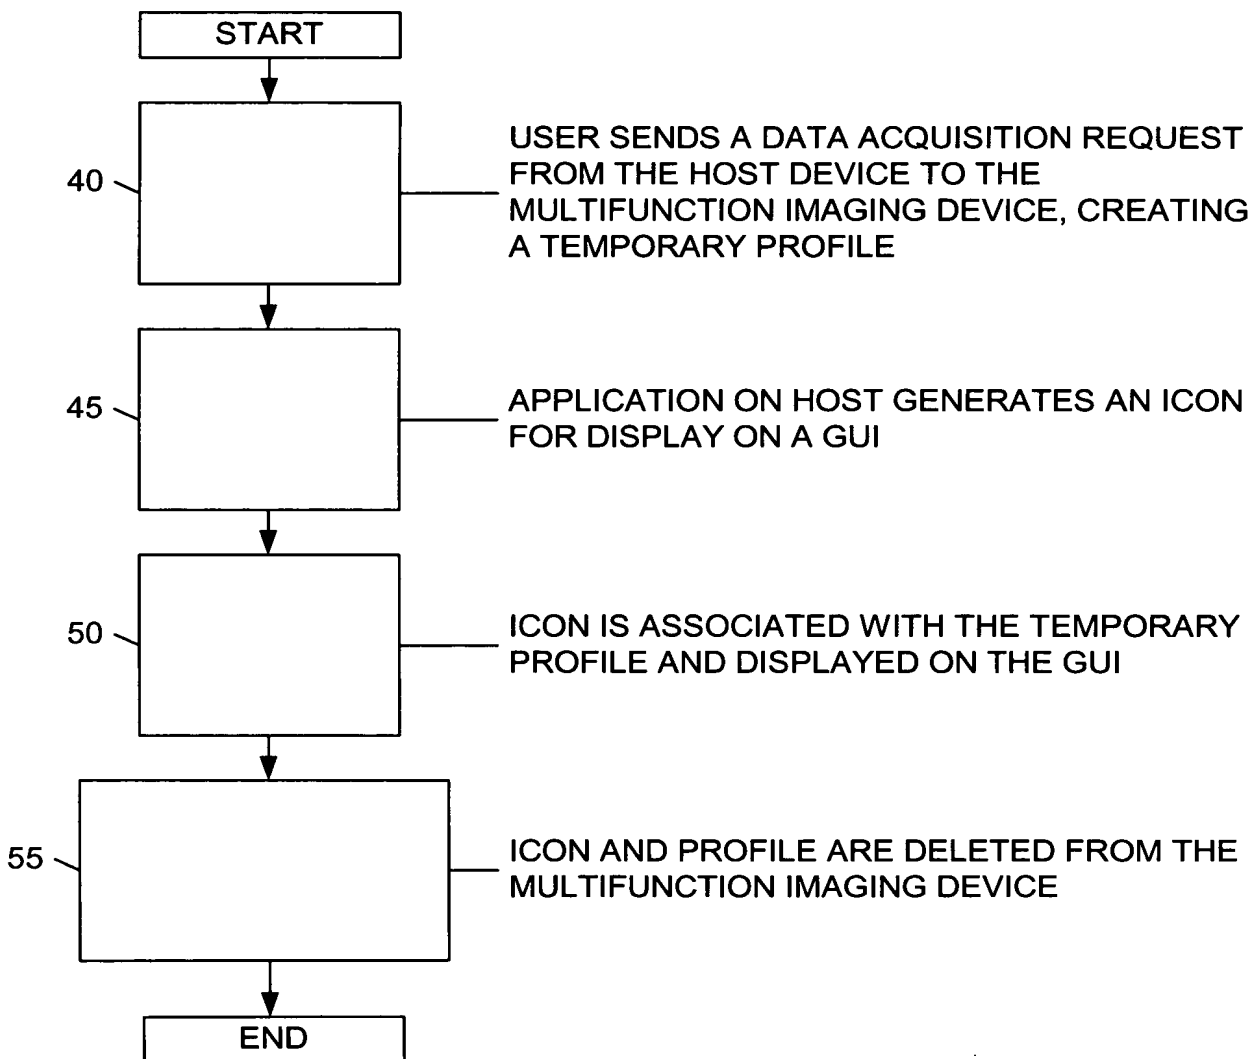 START
40
USER SENDS A DATA ACQUISITION REQUEST
FROM THE HOST DEVICE TO THE
MULTIFUNCTION IMAGING DEVICE, CREATING
A TEMPORARY PROFILE
45
APPLICATION ON HOST GENERATES AN ICON
FOR DISPLAY ON A GUI
50
ICON IS ASSOCIATED WITH THE TEMPORARY
PROFILE AND DISPLAYED ON THE GUI
55
ICON AND PROFILE ARE DELETED FROM THE
MULTIFUNCTION IMAGING DEVICE
END